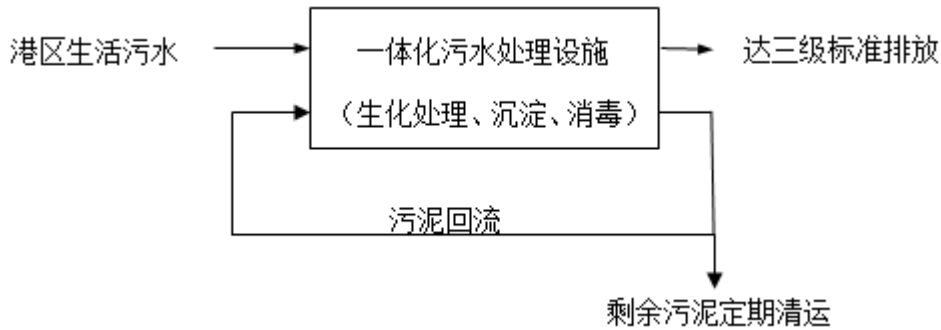 港区生活污水
一体化污水处理设施
（生化处理、沉淀、消毒）
达三级标准排放
污泥回流
剩余污泥定期清运